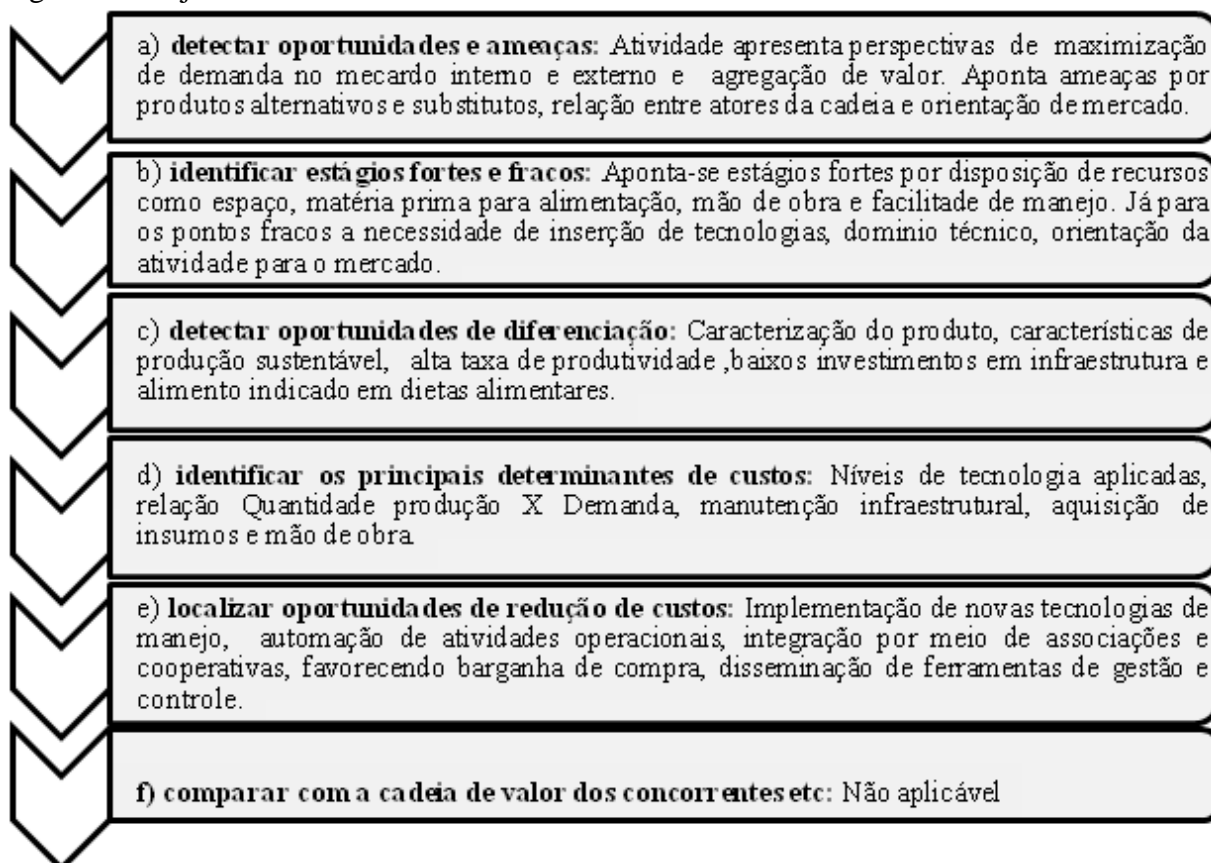 a) detectar oportunidades e ameaças: Atividade apresenta perspectivas de maximização
de demanda no mecardo interno e externo e agregação de valor. Aponta ameaças por
produtos alternativos e substitutos, relação entre atores da cadeia e orientação de mercado.
b) identificar estágios fortes e fracos: Aponta-se estágios fortes por disposição de recursos
como espaço, matéria prima para alimentação, mão de obra e facilitade de manejo. Já para
os pontos fracos a necessidade de inserção de tecnologias, dominio técnico, orientação da
atividade para o mercado.
c) detectar oportunidades de diferenciação: Caracterização do produto, características de
produção sustentável, alta taxa de produtividade ,baixos investimentos em infraestrutura e
alimento indicado em dietas alimentares.
d) identificar os principais determinantes de custos: Níveis de tecnologia aplicadas,
relação Quantidade produção X Demanda, manutenção infraestrutural, aquisição de
insumos e mão de obra.
e) localizar oportunidades de redução de custos: Implementação de novas tecnologias de
manejo, automação de atividades operacionais, integração por meio de associações e
cooperativas, favorecendo barganha de compra, disseminação de ferramentas de gestão e
controle.
f) comparar com a cadeia de valor dos concorrentes etc: Não aplicável